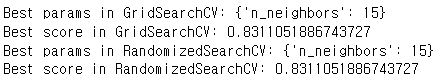 Best params in GridSearchCV: {'n_neighbors': 15}
Best score in GridSearchCV: 0.8311051886743727
Best params in RandomizedSearchCV: {'n_neighbors': 15}
Best score in RandomizedSearchCV: 0.8311051886743727